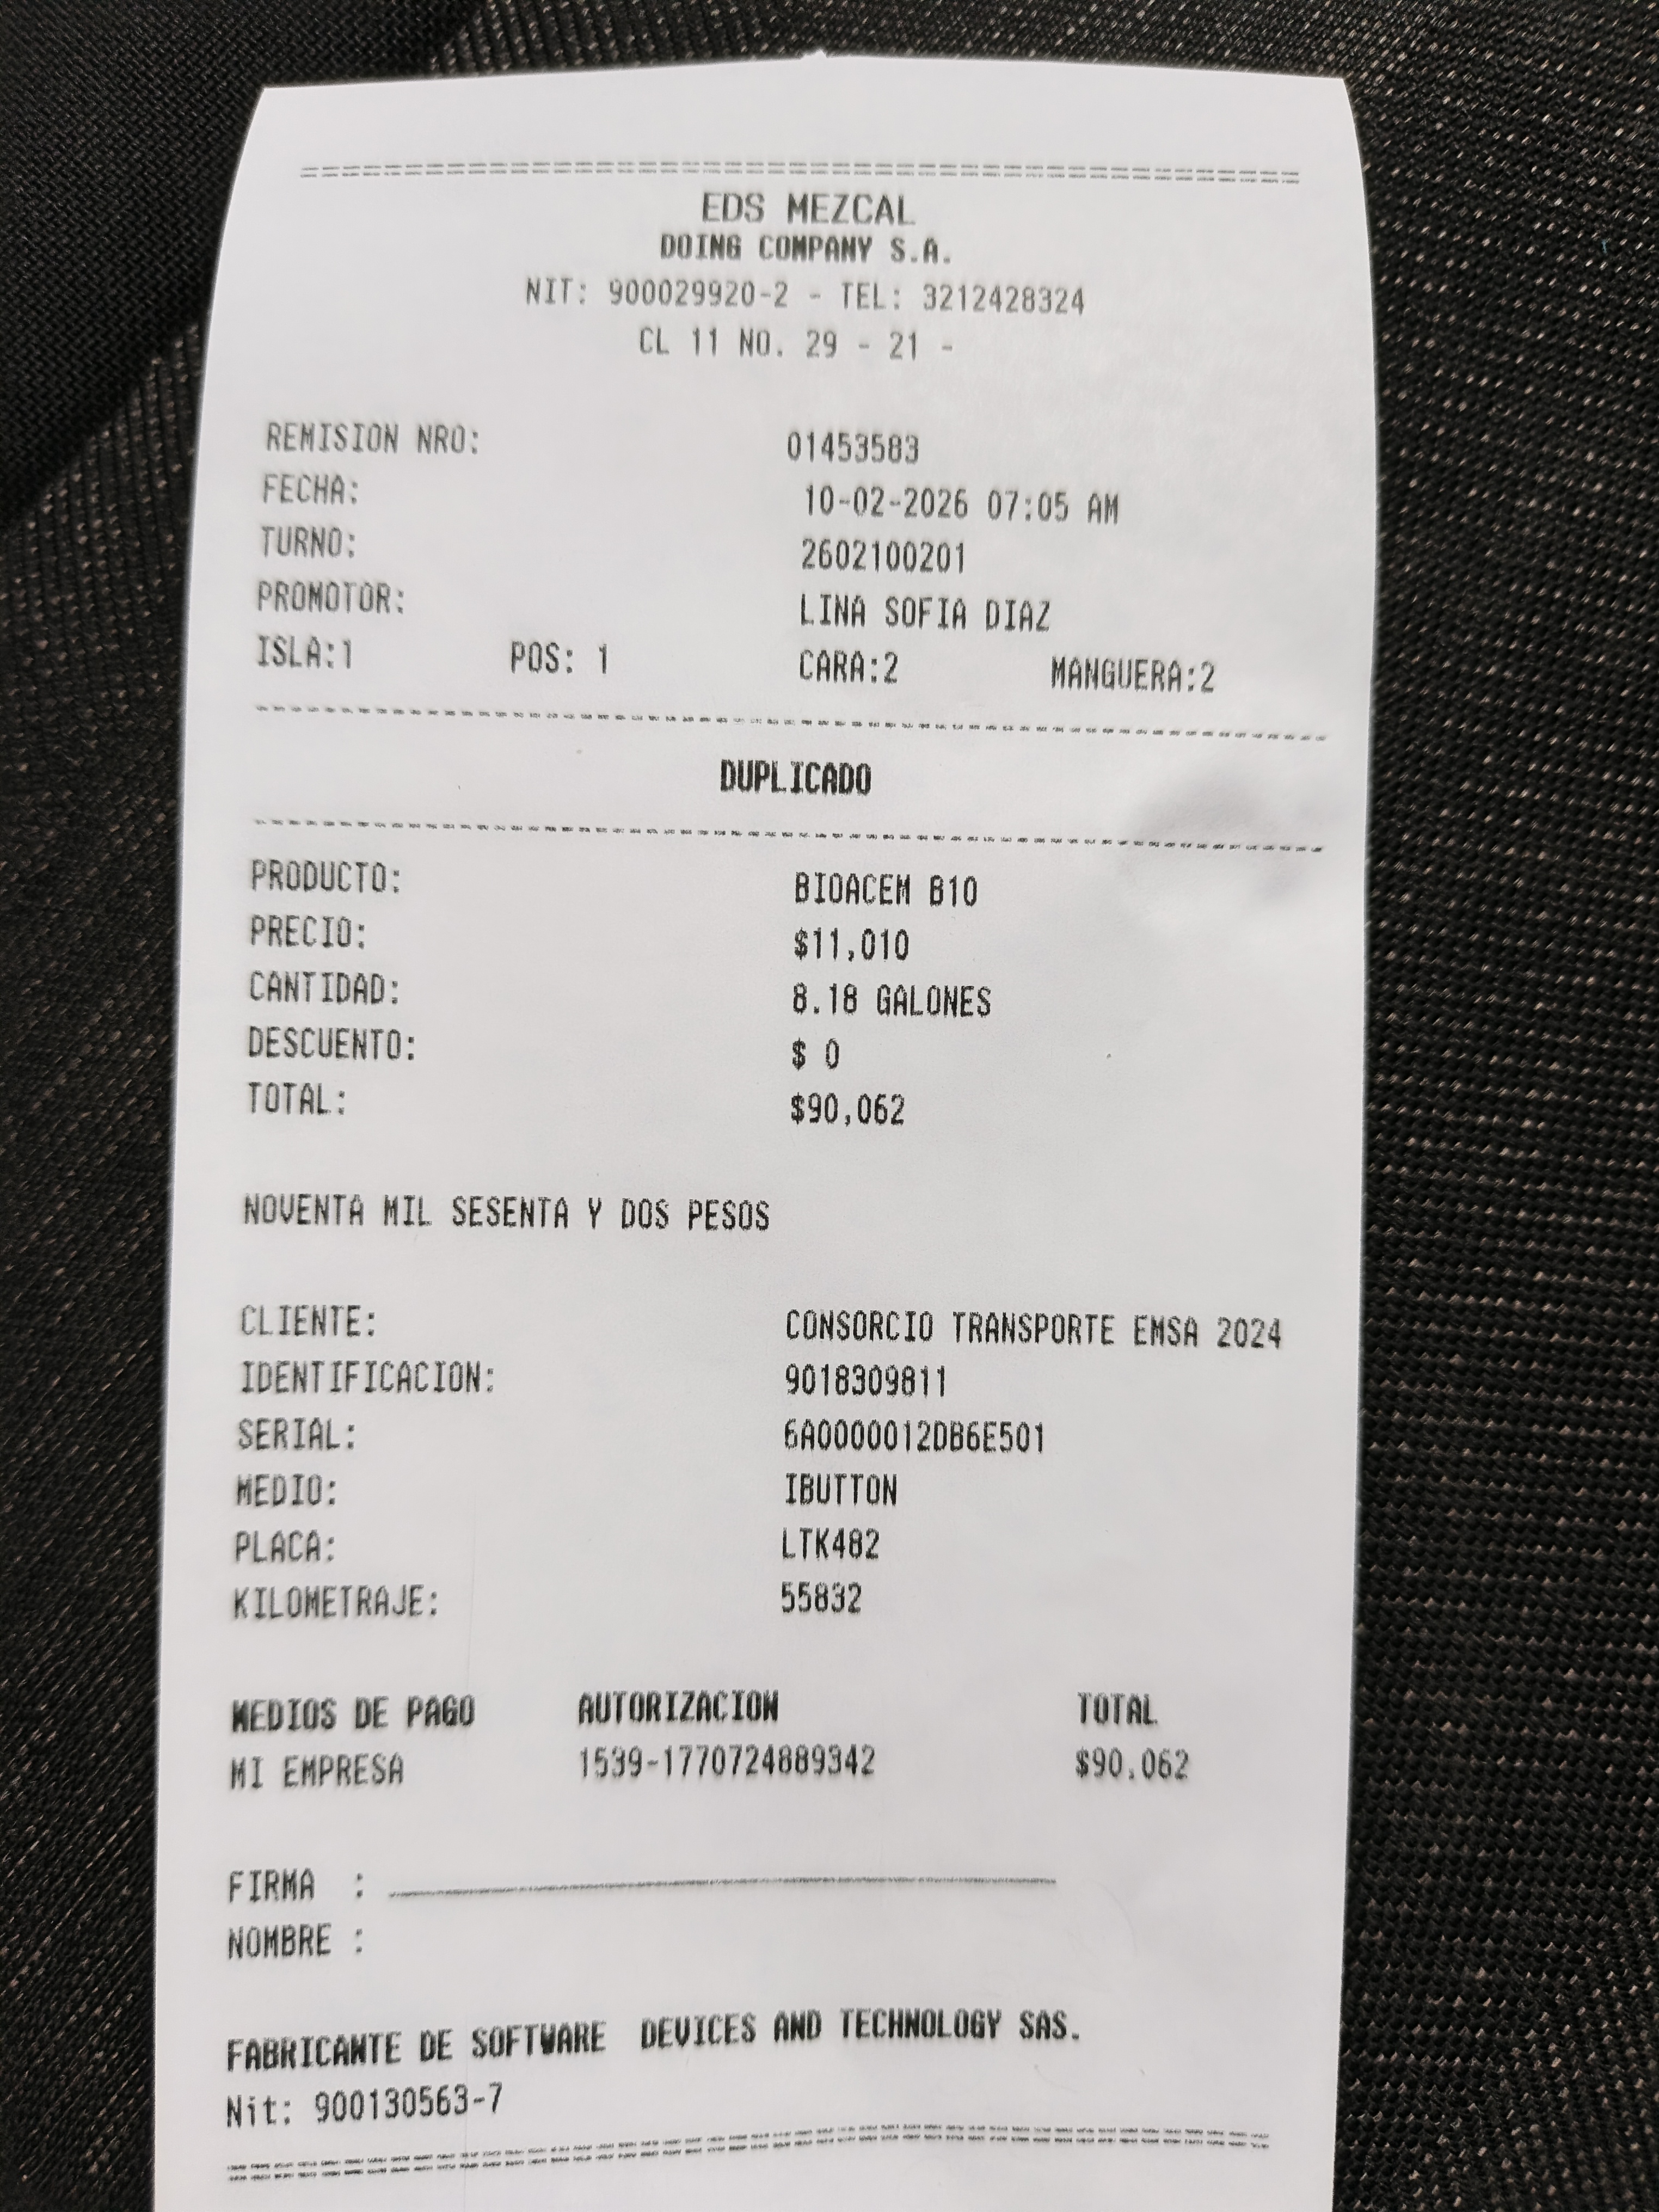 EDS MEZCAL
DOING COMPANY S.A.
NIT: 900029920-2 - TEL: 3212428324
CL 11 NO. 29 - 21 -
REMISION NRO: 01453583
FECHA: 10-02-2026 07:05 AM
TURNO: 2602100201
PROMOTOR: LINA SOFIA DIAZ
ISLA:1 POS: 1 CARA:2 MANGUERA:2
DUPLICADO
PRODUCTO: BIOACEM B10
PRECIO: $11,010
CANTIDAD: 8.18 GALONES
DESCUENTO: $ 0
TOTAL: $90,062
NOVENTA MIL SESENTA Y DOS PESOS
CLIENTE: CONSORCIO TRANSPORTE EMSA 2024
IDENTIFICACION: 9018309811
SERIAL: 6A0000012DB6E501
MEDIO: IBUTTON
PLACA: LTK482
KILOMETRAJE: 55832
MEDIOS DE PAGO AUTORIZACION TOTAL
MI EMPRESA 1539-1770724889342 $90,062
FIRMA :
NOMBRE :
FABRICANTE DE SOFTWARE DEVICES AND TECHNOLOGY SAS.
Nit: 900130563-7